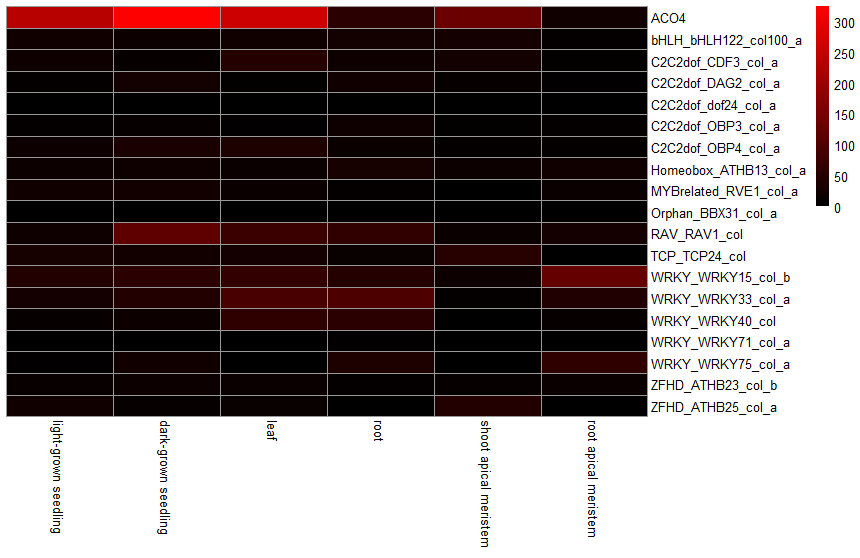 ACO4
bHLH_bHLH122_col100_a
C2C2dof_CDF3_col_a
C2C2dof_DAG2_col_a
C2C2dof_dof24_col_a
C2C2dof_OBP3_col_a
C2C2dof_OBP4_col_a
Homeobox_ATHB13_col_a
MYBrelated_RVE1_col_a
Orphan_BBX31_col_a
RAV_RAV1_col
TCP_TCP24_col
WRKY_WRKY15_col_b
WRKY_WRKY33_col_a
WRKY_WRKY40_col
WRKY_WRKY71_col_a
WRKY_WRKY75_col_a
ZFHD_ATHB23_col_b
ZFHD_ATHB25_col_a
300
250
200
150
100
50
0
light-grown seedling
dark-grown seedling
leaf
root
shoot apical meristem
root apical meristem